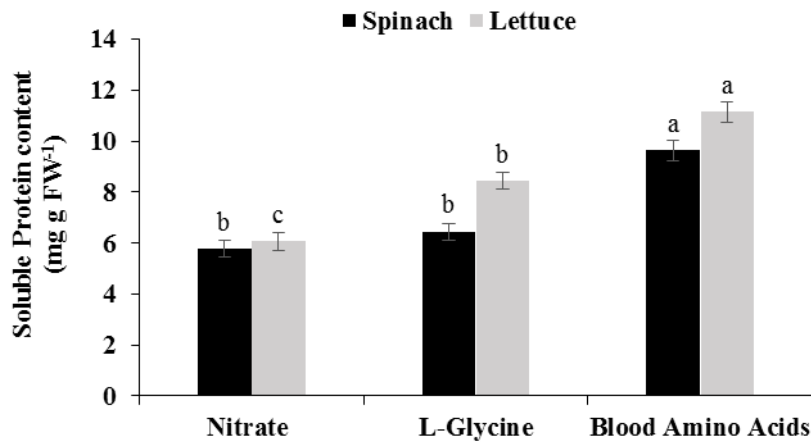 Spinach Lettuce
Soluble Protein content
(mg g FW⁻¹)
14
12
10
8
6
4
2
0
b c b b a a
Nitrate L-Glycine Blood Amino Acids